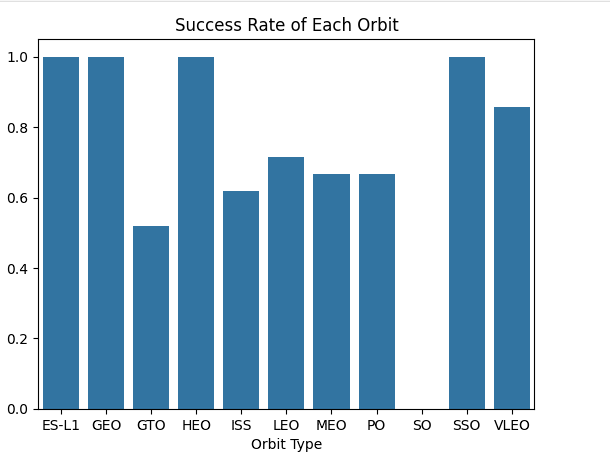 Success Rate of Each Orbit
1.0
0.8
0.6
0.4
0.2
0.0
ES-L1 GEO GTO HEO ISS LEO MEO PO SO SSO VLEO
Orbit Type